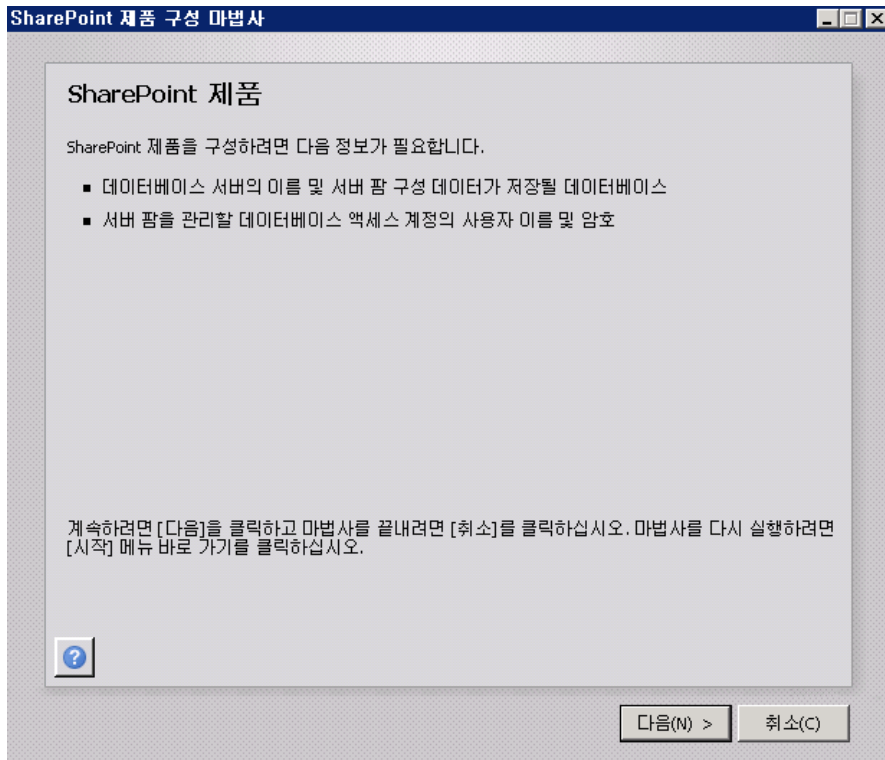 SharePoint 제품 구성 마법사
SharePoint 제품
SharePoint 제품을 구성하려면 다음 정보가 필요합니다.
▪ 데이터베이스 서버의 이름 및 서버 팜 구성 데이터가 저장될 데이터베이스
▪ 서버 팜을 관리할 데이터베이스 액세스 계정의 사용자 이름 및 암호
계속하려면 [다음]을 클릭하고 마법사를 끝내려면 [취소]를 클릭하십시오. 마법사를 다시 실행하려면
[시작] 메뉴 바로 가기를 클릭하십시오.
?
다음(N) > 취소(C)